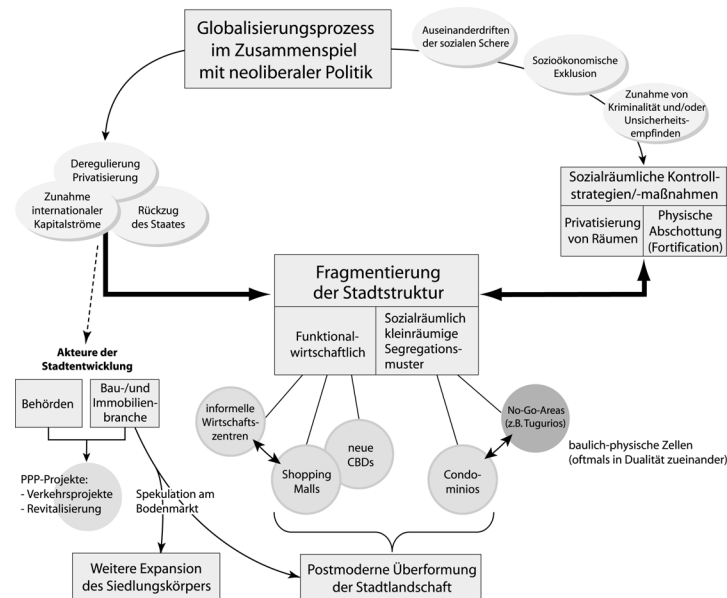 Globalisierungsprozess
im Zusammenspiel
mit neoliberaler Politik
Auseinanderdriften
der sozialen Schere
Sozioökonomische
Exklusion
Zunahme von
Kriminalität und/oder
Unsicherheits-
empfinden
Deregulierung
Privatisierung
Zunahme
internationaler
Kapitalströme
Rückzug
des Staates
Sozialräumliche Kontroll-
strategien/-maßnahmen
Privatisierung
von Räumen
Physische
Abschottung
(Fortification)
Fragmentierung
der Stadtstruktur
Funktional-
wirtschaftlich
Sozialräumlich
kleinräumige
Segregations-
muster
Akteure der
Stadtentwicklung
Behörden
Bau-/und
Immobilien-
branche
informelle
Wirtschafts-
zentren
Shopping
Malls
neue
CBDs
Condo-
minios
No-Go-Areas
(z.B. Tugurios)
baulich-physische Zellen
(oftmals in Dualität zueinander)
PPP-Projekte:
- Verkehrsprojekte
- Revitalisierung
Spekulation am
Bodenmarkt
Weitere Expansion
des Siedlungskörpers
Postmoderne Überformung
der Stadtlandschaft